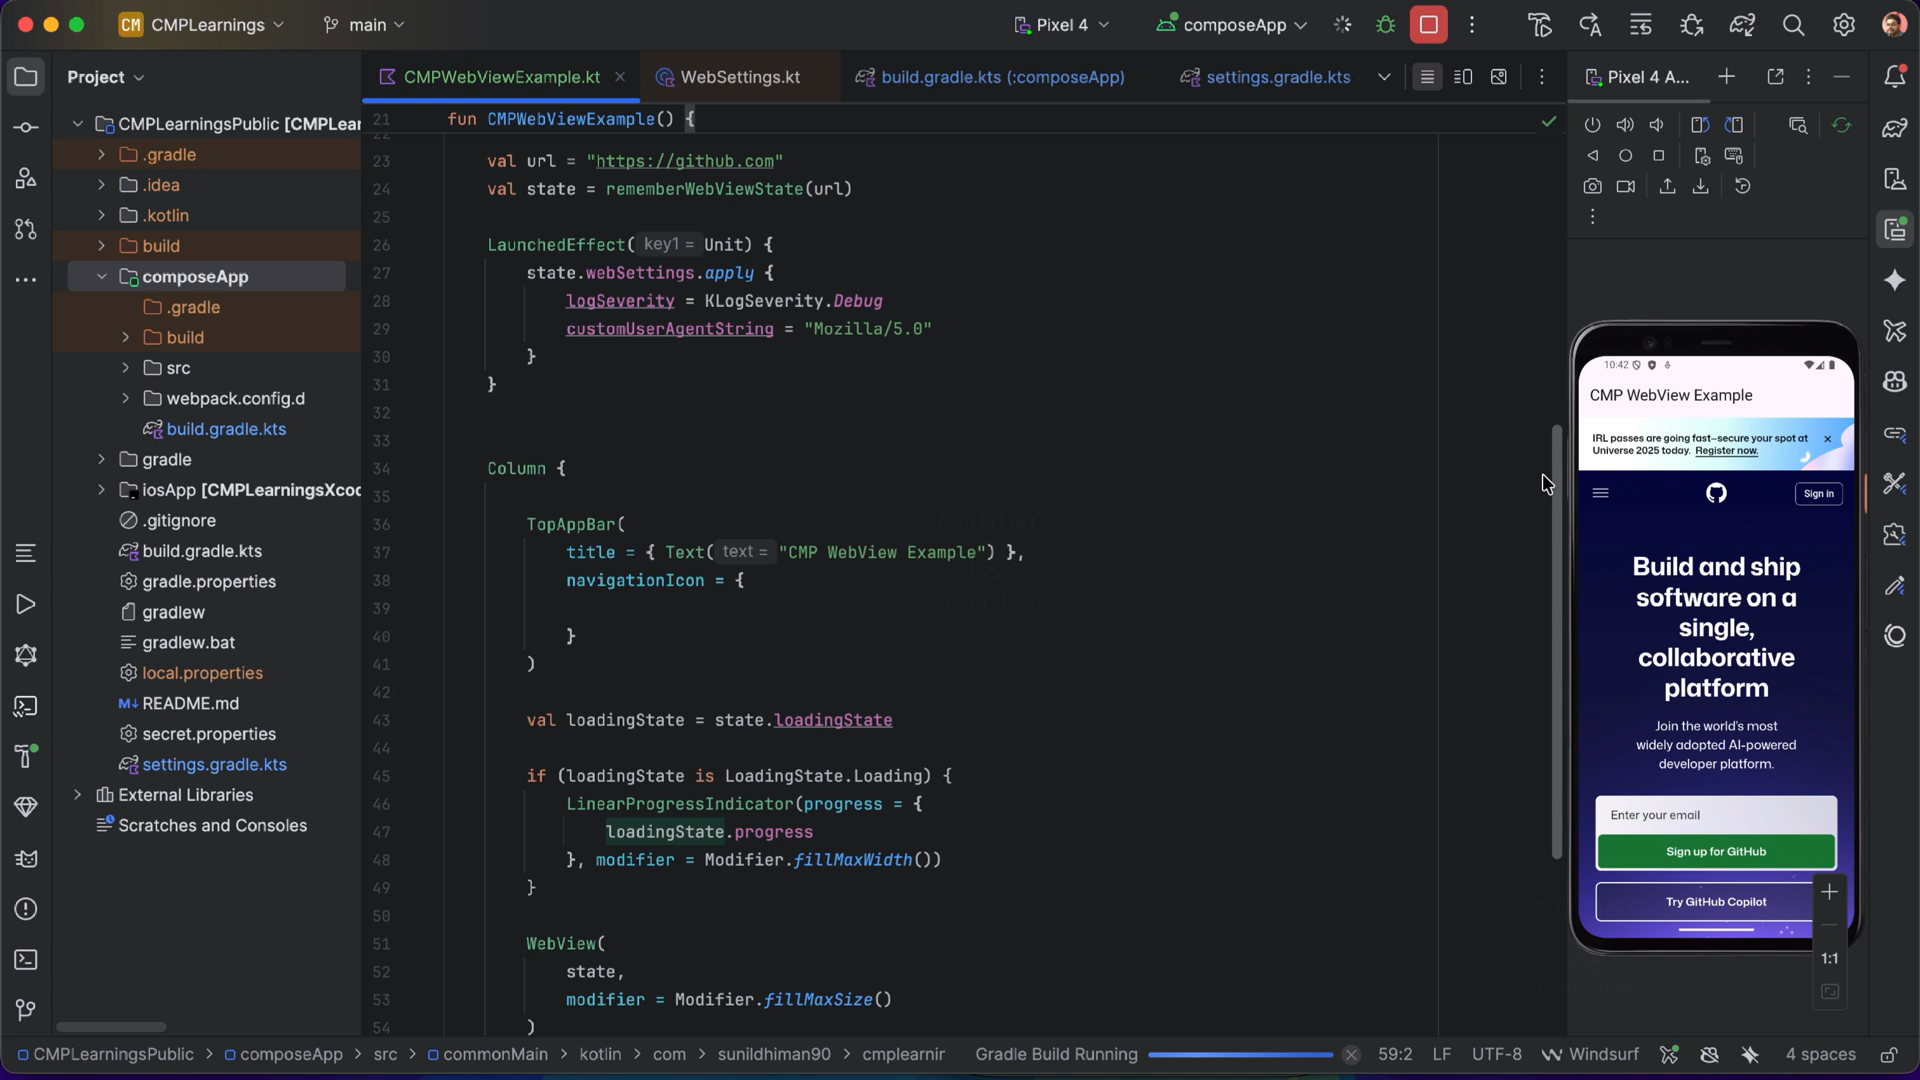 CM CMPLearnings main Pixel 4 composeApp
Project
CMPWebViewExample.kt
WebSettings.kt
build.gradle.kts (:composeApp)
settings.gradle.kts
Pixel 4 A...
CMPLearningsPublic [CMPLear
.gradle
.idea
.kotlin
build
composeApp
.gradle
build
src
webpack.config.d
build.gradle.kts
gradle
iosApp [CMPLearningsXcod
.gitignore
build.gradle.kts
gradle.properties
gradlew
gradlew.bat
local.properties
README.md
secret.properties
settings.gradle.kts
External Libraries
Scratches and Consoles
21 fun CMPWebViewExample() {
22
23 val url = "https://github.com"
24 val state = rememberWebViewState(url)
25
26 LaunchedEffect( key1 = Unit) {
27 state.webSettings.apply {
28 logSeverity = KLogSeverity.Debug
29 customUserAgentString = "Mozilla/5.0"
30 }
31 }
32
33
34 Column {
35
36 TopAppBar(
37 title = { Text( text = "CMP WebView Example") },
38 navigationIcon = {
39
40 }
41 )
42
43 val loadingState = state.loadingState
44
45 if (loadingState is LoadingState.Loading) {
46 LinearProgressIndicator(progress = {
47 loadingState.progress
48 }, modifier = Modifier.fillMaxWidth())
49 }
50
51 WebView(
52 state,
53 modifier = Modifier.fillMaxSize()
54 )
CODING
10:42
CMP WebView Example
IRL passes are going fast—secure your spot at
Universe 2025 today. Register now.
Sign in
Build and ship
software on a
single,
collaborative
platform
Join the world's most
widely adopted AI-powered
developer platform.
Enter your email
Sign up for GitHub
Try GitHub Copilot
1:1
CMPLearningsPublic > composeApp > src > commonMain > kotlin > com > sunildhiman90 > cmplearnir
Gradle Build Running
59:2 LF UTF-8 Windsurf 4 spaces